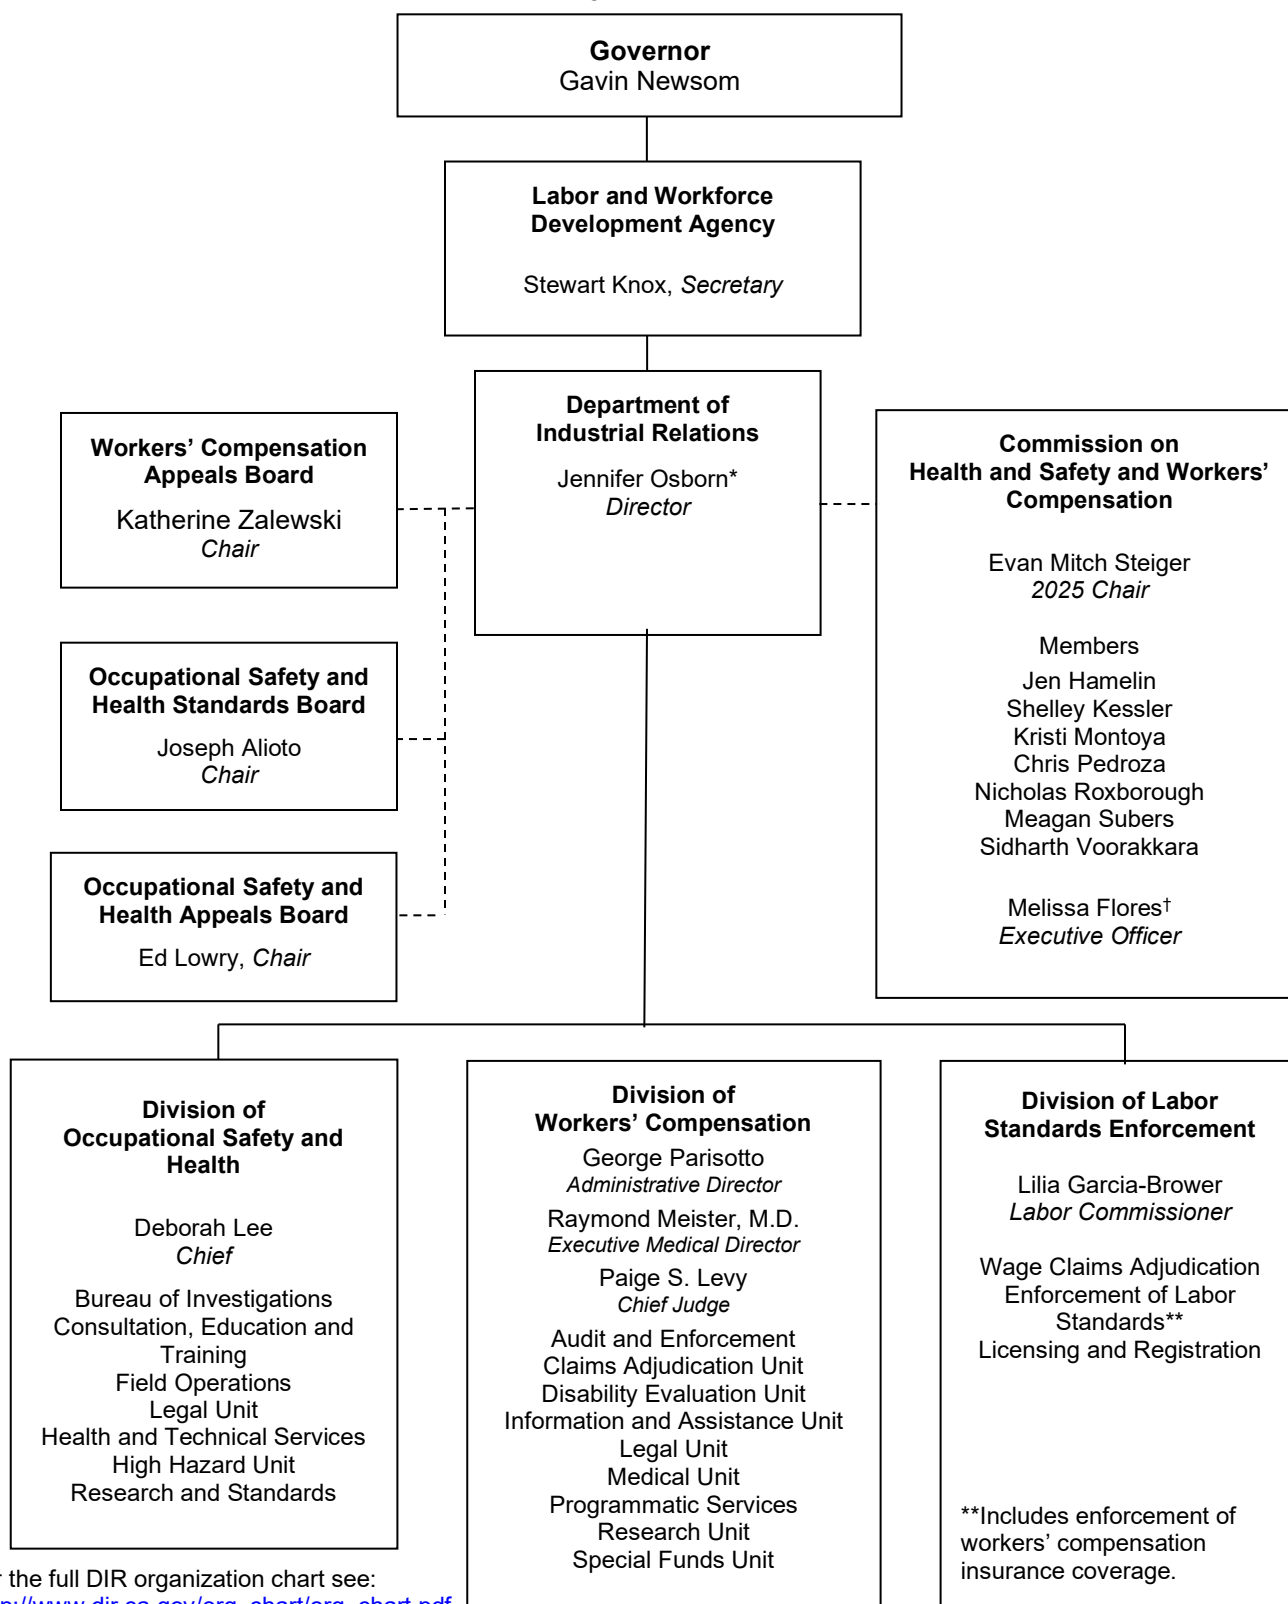 Governor
Gavin Newsom
Labor and Workforce
Development Agency
Stewart Knox, Secretary
Department of
Industrial Relations
Jennifer Osborn*
Director
Workers’ Compensation
Appeals Board
Katherine Zalewski
Chair
Occupational Safety and
Health Standards Board
Joseph Alioto
Chair
Occupational Safety and
Health Appeals Board
Ed Lowry, Chair
Commission on
Health and Safety and Workers’
Compensation
Evan Mitch Steiger
2025 Chair
Members
Jen Hamelin
Shelley Kessler
Kristi Montoya
Chris Pedroza
Nicholas Roxborough
Meagan Subers
Sidharth Voorakkara
Melissa Flores†
Executive Officer
Division of
Occupational Safety and
Health
Deborah Lee
Chief
Bureau of Investigations
Consultation, Education and
Training
Field Operations
Legal Unit
Health and Technical Services
High Hazard Unit
Research and Standards
Division of
Workers’ Compensation
George Parisotto
Administrative Director
Raymond Meister, M.D.
Executive Medical Director
Paige S. Levy
Chief Judge
Audit and Enforcement
Claims Adjudication Unit
Disability Evaluation Unit
Information and Assistance Unit
Legal Unit
Medical Unit
Programmatic Services
Research Unit
Special Funds Unit
Division of Labor
Standards Enforcement
Lilia Garcia-Brower
Labor Commissioner
Wage Claims Adjudication
Enforcement of Labor
Standards**
Licensing and Registration
**Includes enforcement of
workers’ compensation
insurance coverage.
the full DIR organization chart see: